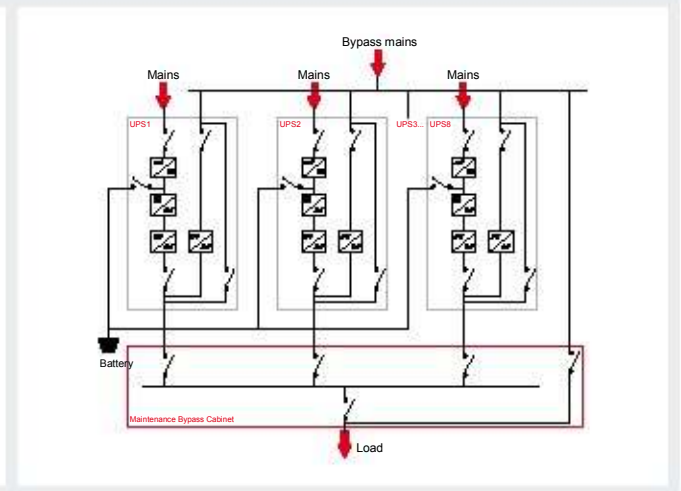 Bypass mains
Mains
Mains
Mains
UPS1
UPS2
UPS3...
UPS8
Battery
Maintenance Bypass Cabinet
Load